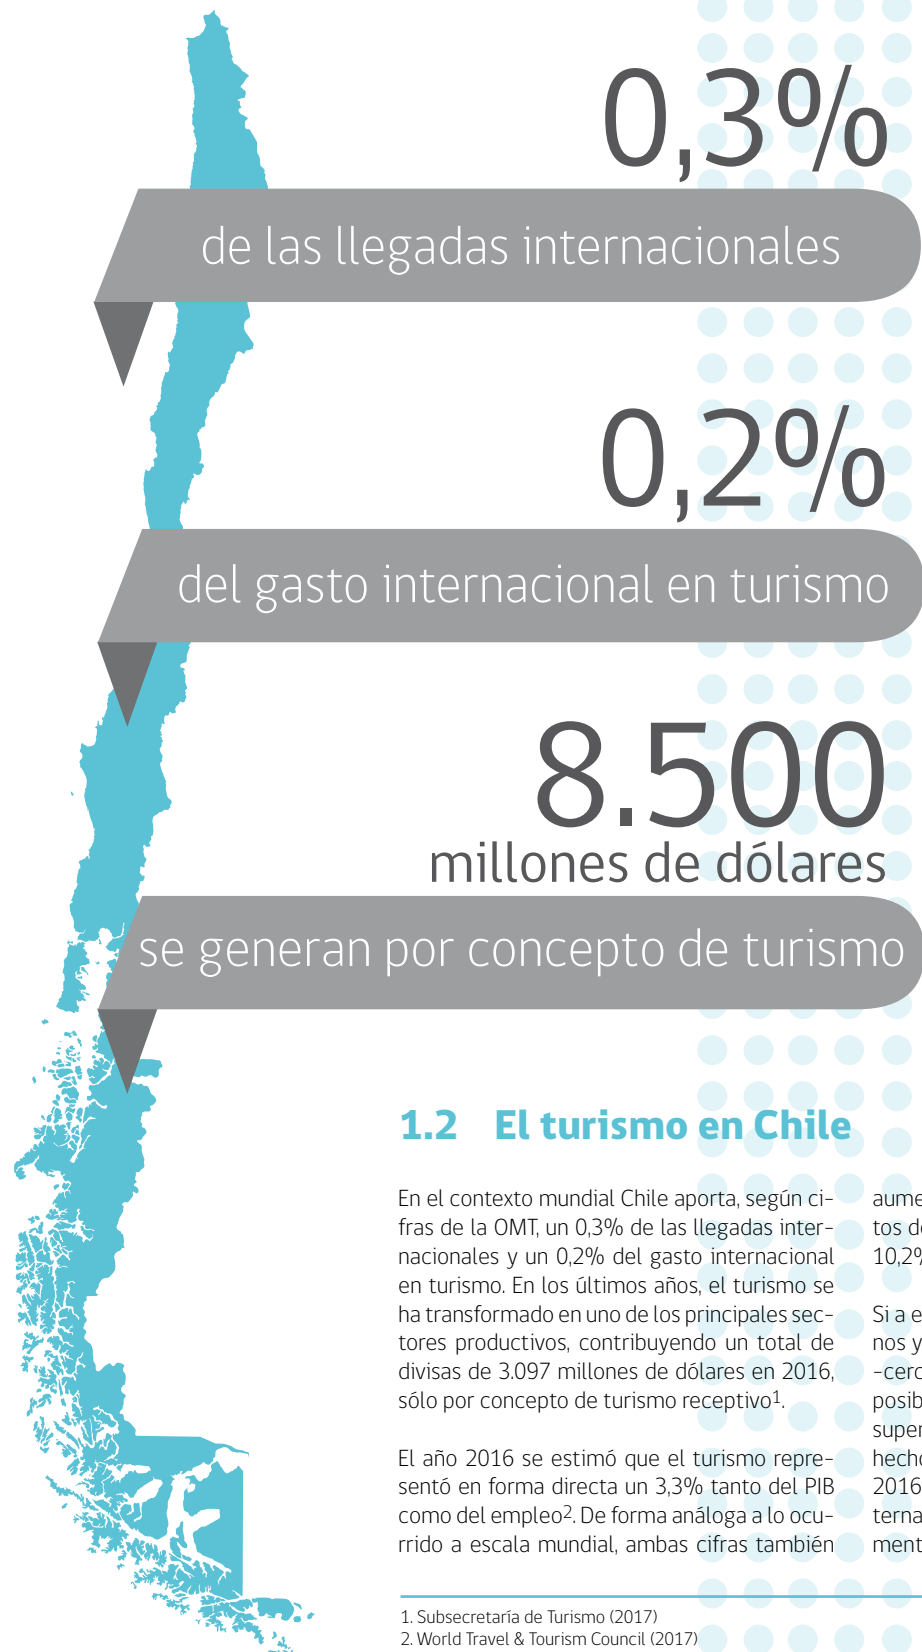 0,3%
de las llegadas internacionales
0,2%
del gasto internacional en turismo
8.500
millones de dólares
se generan por concepto de turismo
1.2 El turismo en Chile
En el contexto mundial Chile aporta, según ci-
fras de la OMT, un 0,3% de las llegadas inter-
nacionales y un 0,2% del gasto internacional
en turismo. En los últimos años, el turismo se
ha transformado en uno de los principales sec-
tores productivos, contribuyendo un total de
divisas de 3.097 millones de dólares en 2016,
sólo por concepto de turismo receptivo1.
El año 2016 se estimó que el turismo repre-
sentó en forma directa un 3,3% tanto del PIB
como del empleo2. De forma análoga a lo ocu-
rrido a escala mundial, ambas cifras también
tos
10,2%
Si a
nos y
2016
1. Subsecretaría de Turismo (2017)
2. World Travel & Tourism Council (2017)